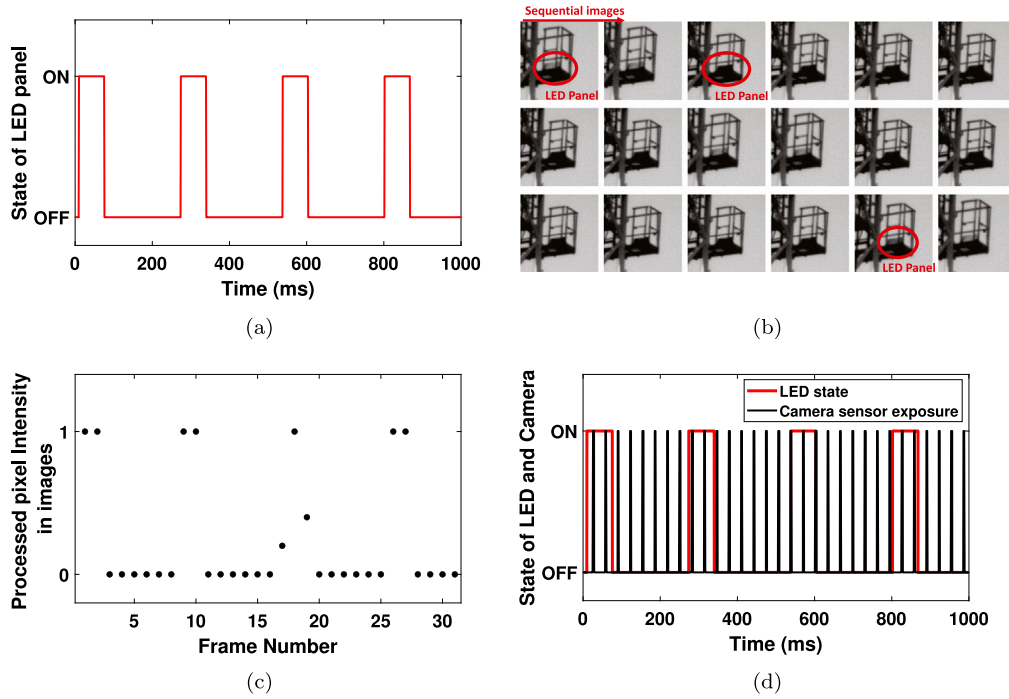 State of LED panel
ON
OFF
0
200
400
600
800
1000
Time (ms)
(a)
Sequential images
LED Panel
LED Panel
LED Panel
(b)
Processed pixel Intensity
in images
1
0
5
10
15
20
25
30
Frame Number
(c)
State of LED and Camera
ON
OFF
LED state
Camera sensor exposure
0
200
400
600
800
1000
Time (ms)
(d)